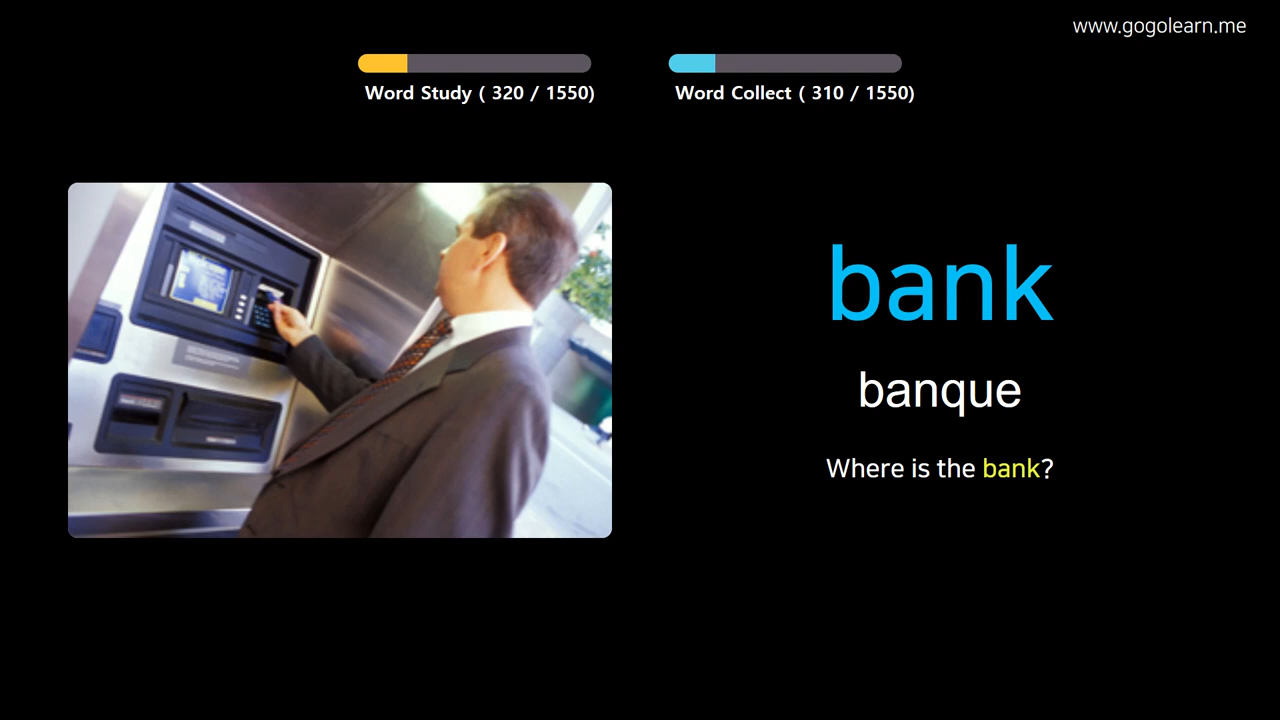 www.gogolearn.me
Word Study ( 320 / 1550)
Word Collect ( 310 / 1550)
bank
banque
Where is the bank?